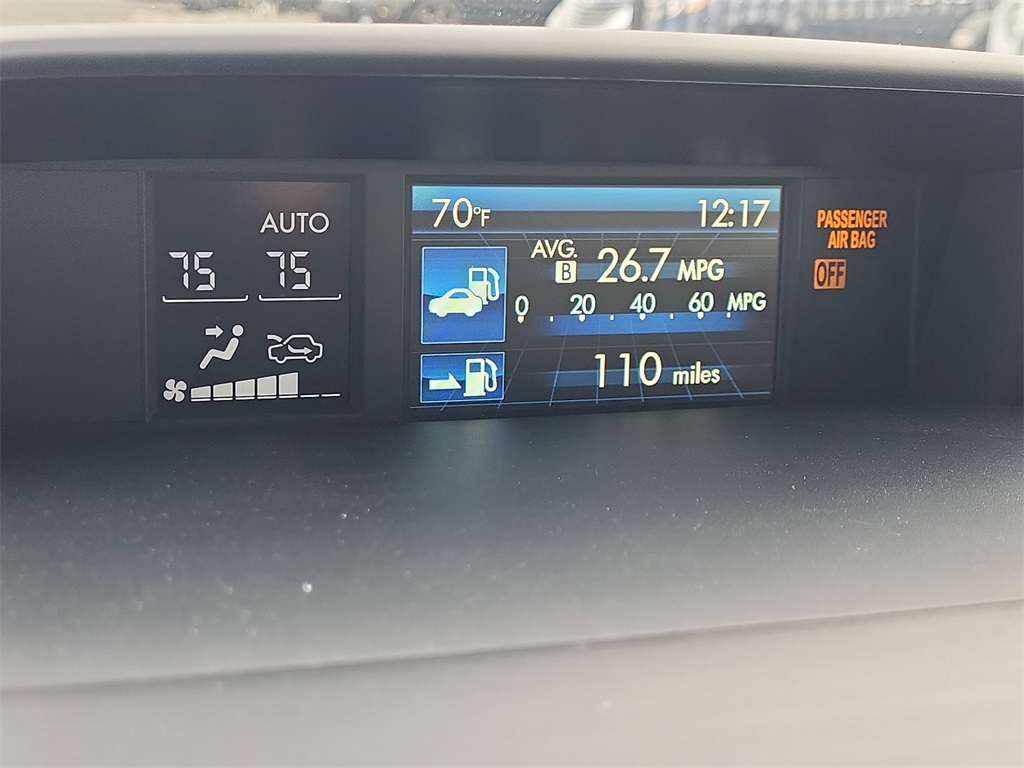 AUTO
75 75
70°F 12:17
AVG.
B 26.7 MPG
0 20 40 60 MPG
110 miles
PASSENGER
AIR BAG
OFF